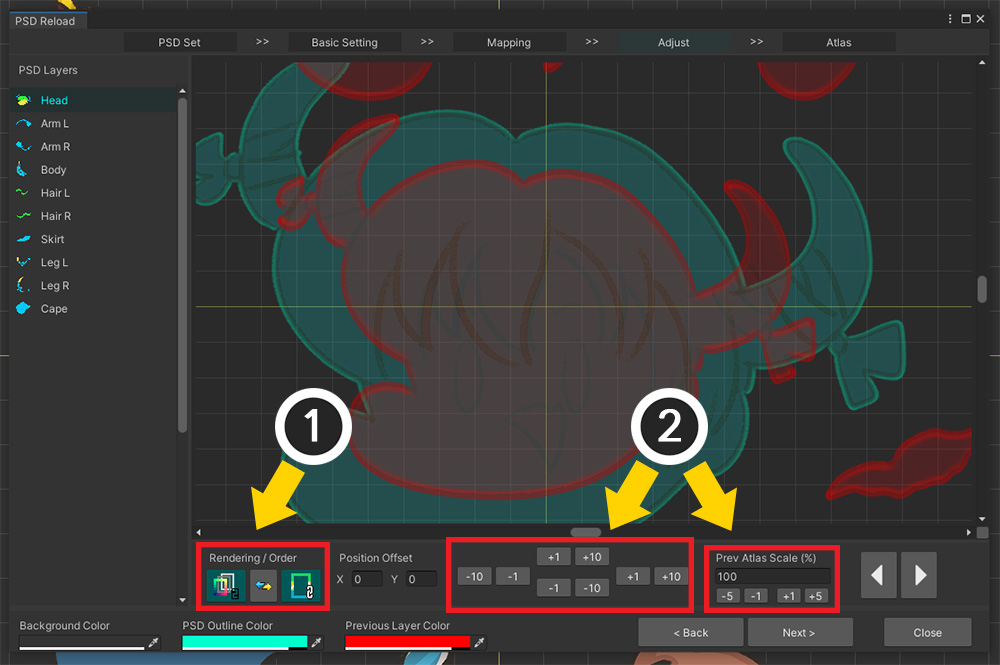 PSD Reload
PSD Set >> Basic Setting >> Mapping >> Adjust >> Atlas
PSD Layers
Head
Arm L
Arm R
Body
Hair L
Hair R
Skirt
Leg L
Leg R
Cape
1
2
Rendering / Order
Position Offset
X 0 Y 0
+1 +10
-10 -1 +1 +10
-1 -10
Prev Atlas Scale (%)
100
-5 -1 +1 +5
Background Color
PSD Outline Color
Previous Layer Color
< Back
Next >
Close